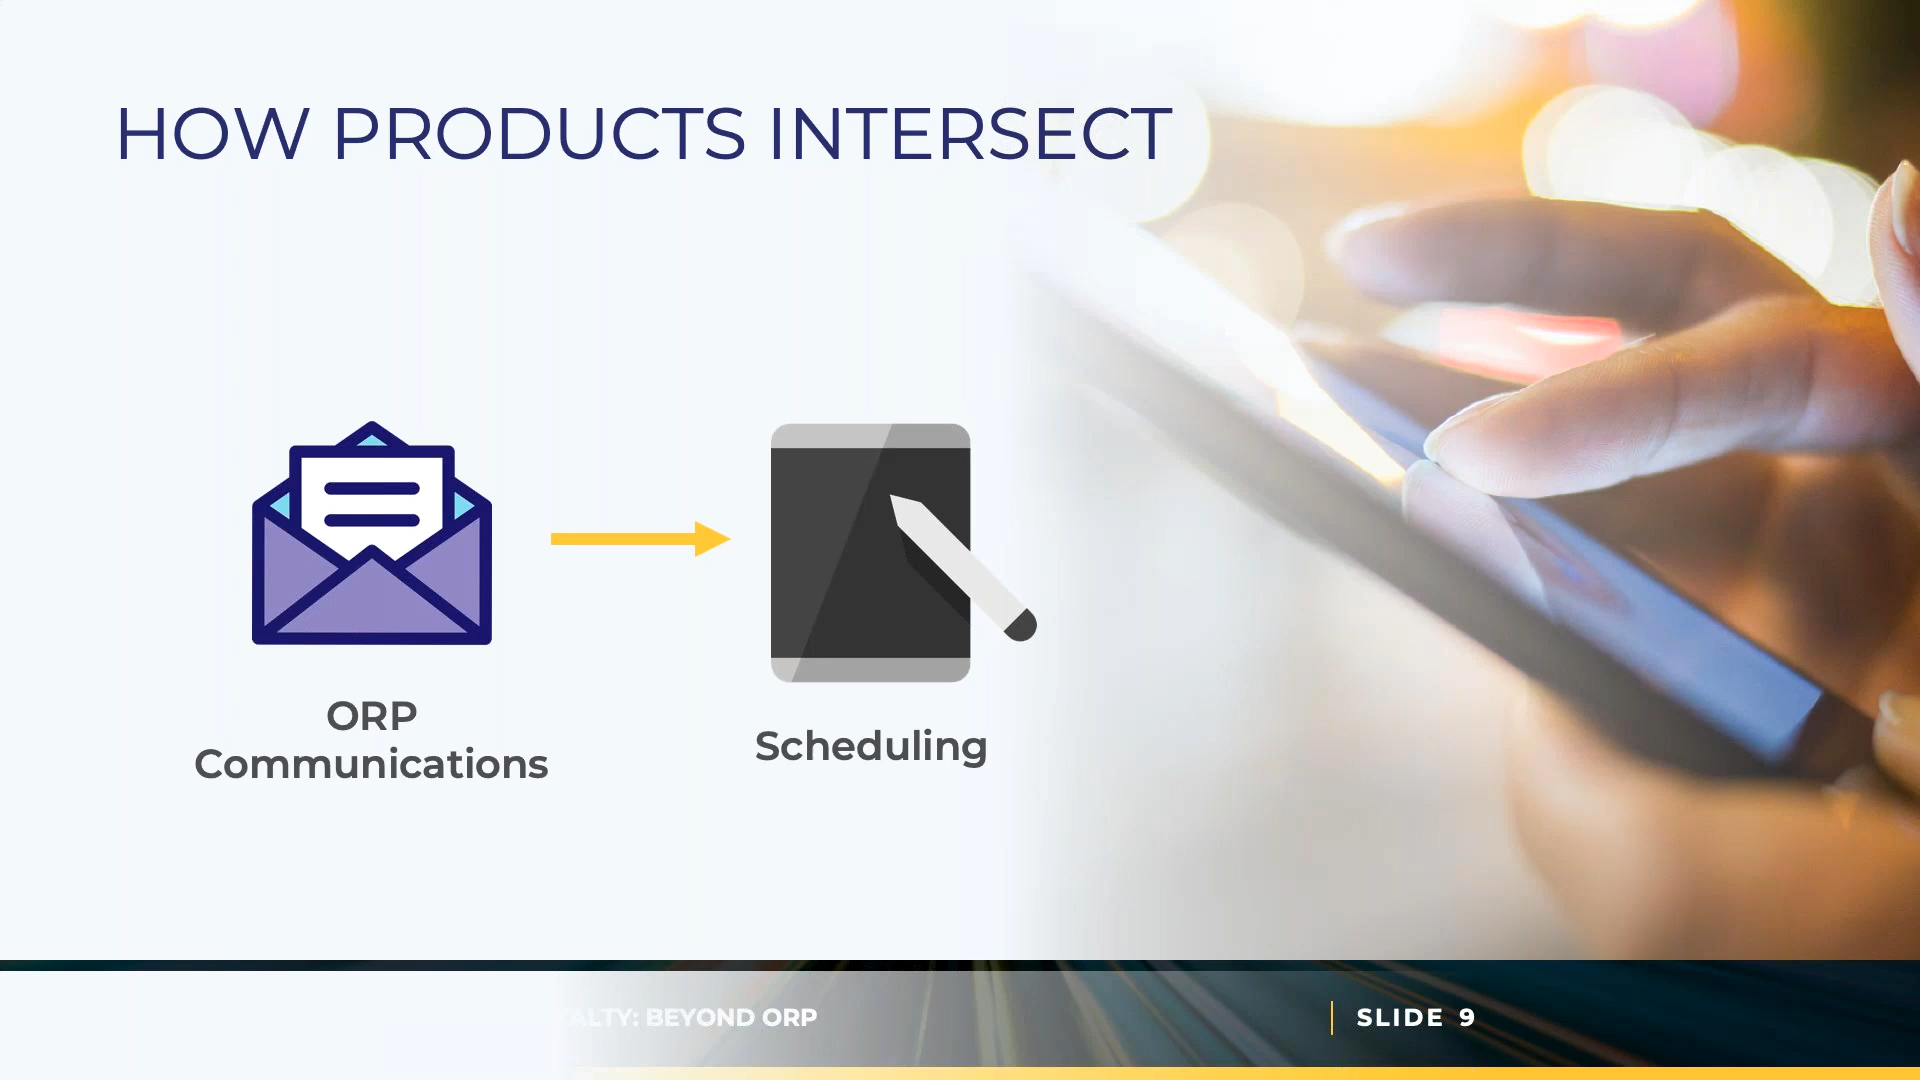 HOW PRODUCTS INTERSECT
ORP
Communications
Scheduling
BEYOND ORP
SLIDE 9